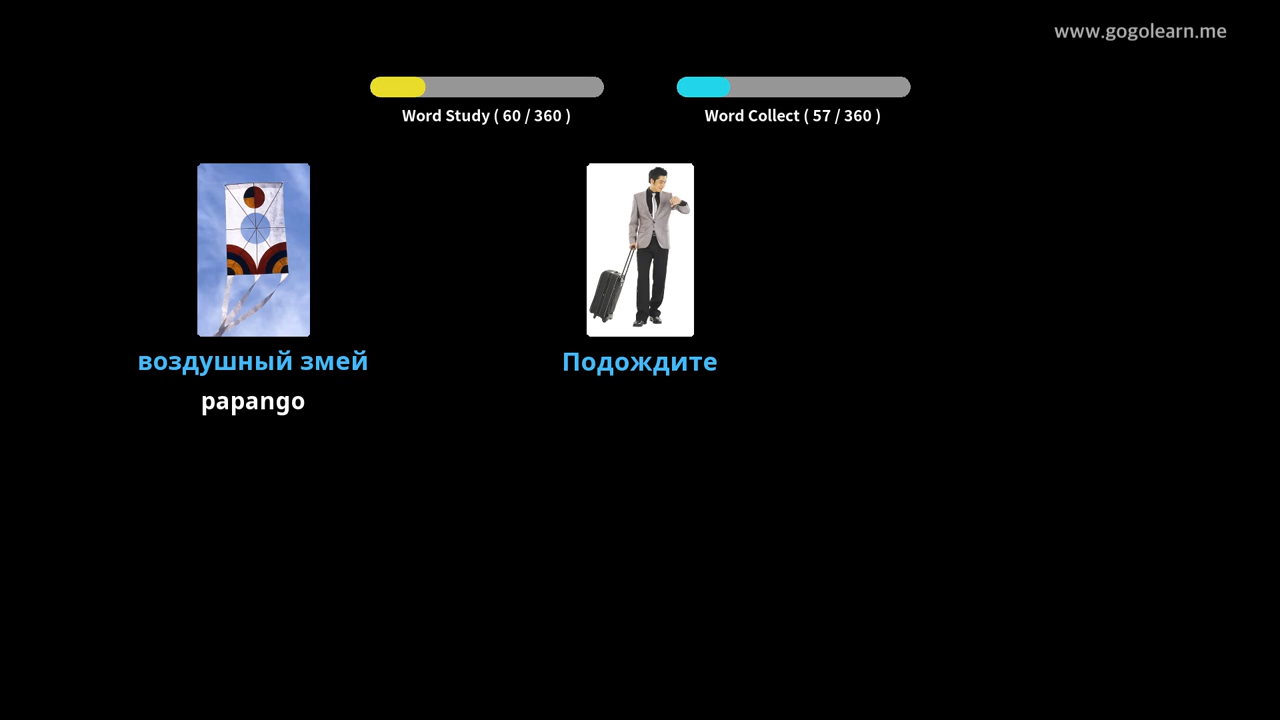 www.gogolearn.me
Word Study ( 60 / 360 )
Word Collect ( 57 / 360 )
воздушный змей
papango
Подождите